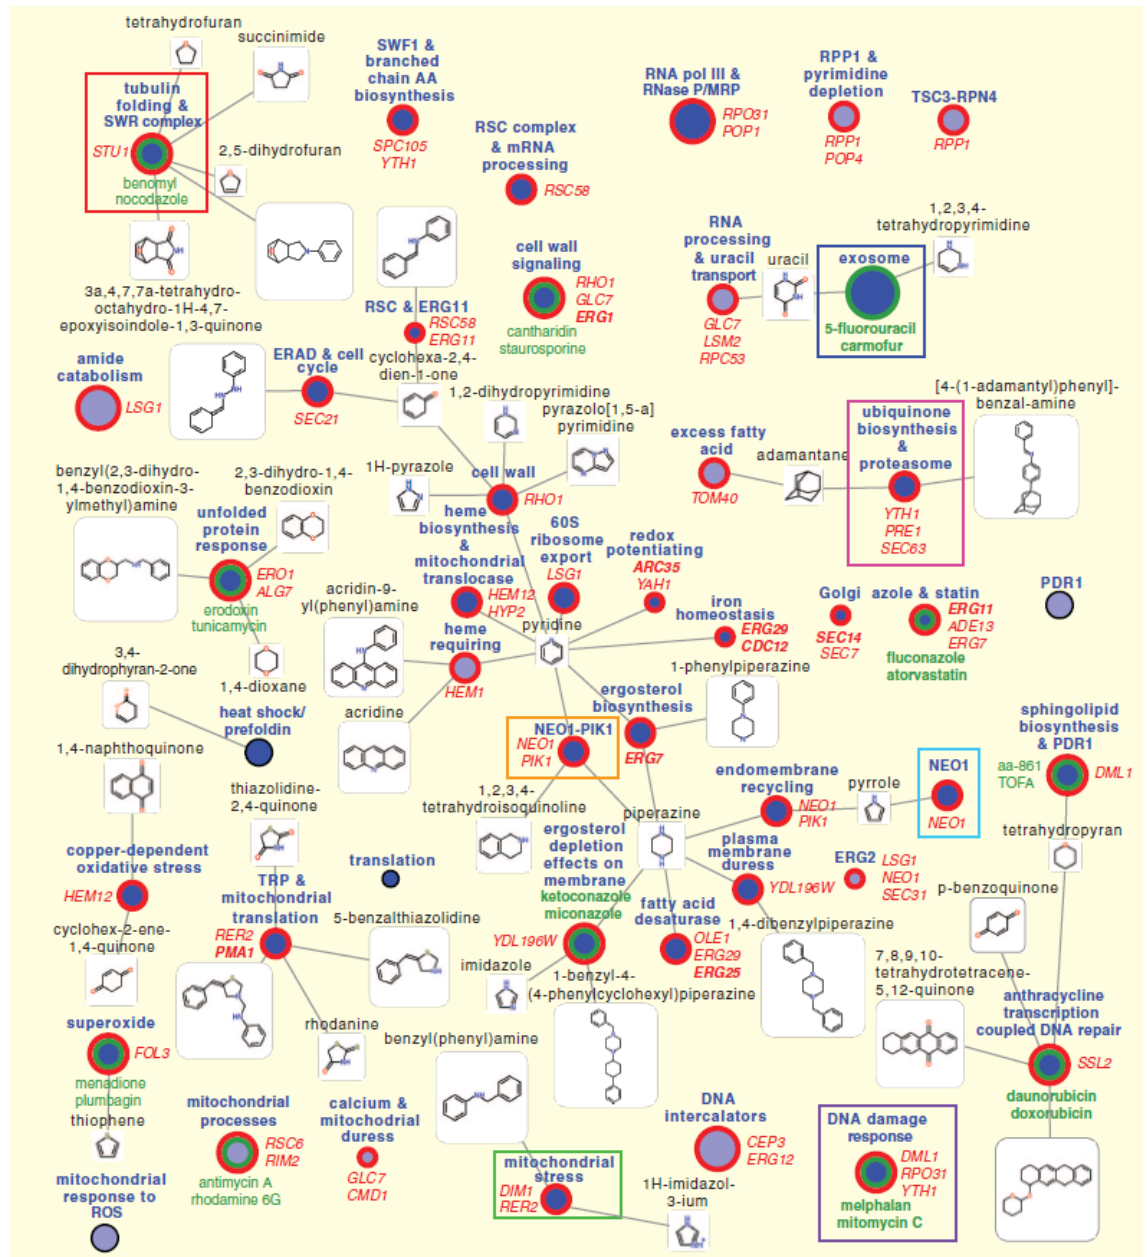 tetrahydrofuran
succinimide
tubulin
folding &
SWR complex
STU1
benomyl
nocodazole
2,5-dihydrofuran
3a,4,7,7a-tetrahydro-
octahydro-1H-4,7-
epoxyisoindole-1,3-quinone
SWF1 &
branched
chain AA
biosynthesis
SPC105
YTH1
RSC complex
& mRNA
processing
RSC58
RNA pol III &
RNase P/MRP
RPO31
POP1
RPP1 &
pyrimidine
depletion
RPP1
POP4
TSC3-RPN4
RPP1
cell wall
signaling
RHO1
GLC7
ERG1
cantharidin
staurosporine
RNA
processing
& uracil
transport
GLC7
LSM2
RPC53
uracil
1,2,3,4-
tetrahydropyrimidine
exosome
5-fluorouracil
carmofur
RSC & ERG11
RSC58
ERG11
amide
catabolism
LSG1
ERAD & cell
cycle
SEC21
cyclohexa-2,4-
dien-1-one
1,2-dihydropyrimidine
pyrazolo[1,5-a]
pyrimidine
1H-pyrazole
cell wall
RHO1
excess fatty
acid
TOM40
adamantane
ubiquinone
biosynthesis
&
proteasome
YTH1
PRE1
SEC63
[4-(1-adamantyl)phenyl]-
benzal-amine
benzyl(2,3-dihydro-
1,4-benzodioxin-3-
ylmethyl)amine
2,3-dihydro-1,4-
benzodioxin
unfolded
protein
response
ERO1
ALG7
erodoxin
tunicamycin
1,4-dioxane
heme
biosynthesis
&
mitochondrial
translocase
HEM12
HYP2
60S
ribosome
export
LSG1
redox
potentiating
ARC35
YAH1
iron
homeostasis
ERG29
CDC12
Golgi
SEC14
SEC7
azole & statin
ERG11
ADE13
ERG7
fluconazole
atorvastatin
PDR1
acridin-9-
yl(phenyl)amine
heme
requiring
HEM1
acridine
pyridine
3,4-
dihydrophyran-2-one
heat shock/
prefoldin
1,4-naphthoquinone
thiazolidine-
2,4-quinone
NEO1-PIK1
NEO1
PIK1
ergosterol
biosynthesis
ERG7
1-phenylpiperazine
1,2,3,4-
tetrahydroisoquinoline
piperazine
endomembrane
recycling
NEO1
PIK1
pyrrole
NEO1
NEO1
sphingolipid
biosynthesis
& PDR1
aa-861
TOFA
DML1
tetrahydropyran
copper-dependent
oxidative stress
HEM12
cyclohex-2-ene-
1,4-quinone
TRP &
mitochondrial
translation
RER2
PMA1
translation
5-benzalthiazolidine
rhodanine
ergosterol
depletion
effects on
membrane
ketoconazole
miconazole
YDL196W
imidazole
1-benzyl-4-
(4-phenylcyclohexyl)piperazine
fatty acid
desaturase
OLE1
ERG29
ERG25
plasma
membrane
duress
YDL196W
1,4-dibenzylpiperazine
ERG2
LSG1
NEO1
SEC31
p-benzoquinone
7,8,9,10-
tetrahydrotetracene-
5,12-quinone
anthracycline
transcription
coupled DNA repair
SSL2
daunorubicin
doxorubicin
superoxide
FOL3
menadione
plumbagin
thiophene
mitochondrial
response to
ROS
mitochondrial
processes
RSC6
RIM2
antimycin A
rhodamine 6G
calcium &
mitochodrial
duress
GLC7
CMD1
benzyl(phenyl)amine
mitochondrial
stress
DIM1
RER2
1H-imidazol-
3-ium
DNA
intercalators
CEP3
ERG12
DNA damage
response
DML1
RPO31
YTH1
melphalan
mitomycin C